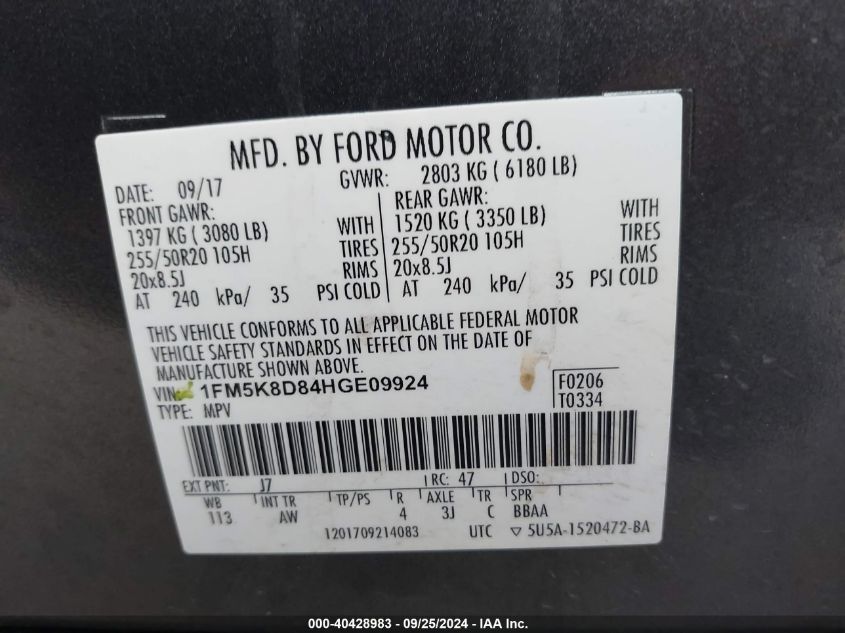 MFD. BY FORD MOTOR CO.
DATE: 09/17 GVWR: 2803 KG ( 6180 LB)
FRONT GAWR: REAR GAWR:
1397 KG ( 3080 LB) WITH 1520 KG ( 3350 LB) WITH
255/50R20 105H TIRES 255/50R20 105H TIRES
20x8.5J RIMS 20x8.5J RIMS
AT 240 kPa/ 35 PSI COLD AT 240 kPa/ 35 PSI COLD
THIS VEHICLE CONFORMS TO ALL APPLICABLE FEDERAL MOTOR
VEHICLE SAFETY STANDARDS IN EFFECT ON THE DATE OF
MANUFACTURE SHOWN ABOVE.
VIN: 1FM5K8D84HGE09924 F0206
TYPE: MPV T0334
EXT PNT: J7 RC: 47 DSO:
WB INT TR TP/PS R AXLE TR SPR
113 AW 4 3J C BBAA
1201709214083 UTC ▽ 5U5A-1520472-BA
000-40428983 - 09/25/2024 - IAA Inc.